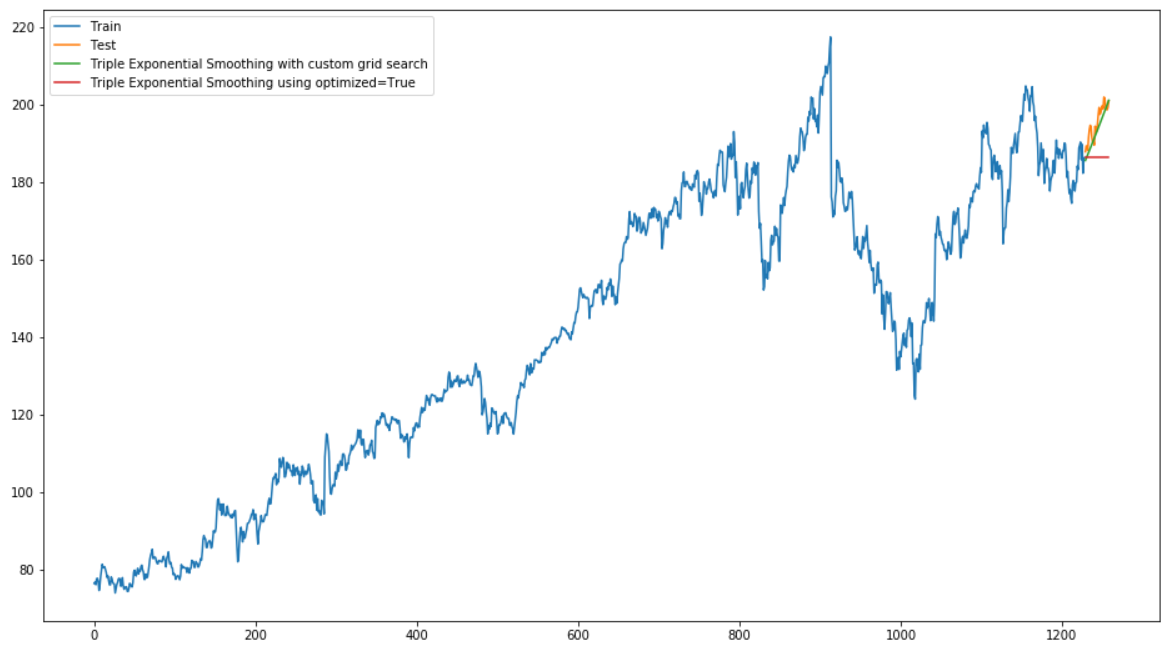 Train
Test
Triple Exponential Smoothing with custom grid search
Triple Exponential Smoothing using optimized=True
220
200
180
160
140
120
100
80
0 200 400 600 800 1000 1200